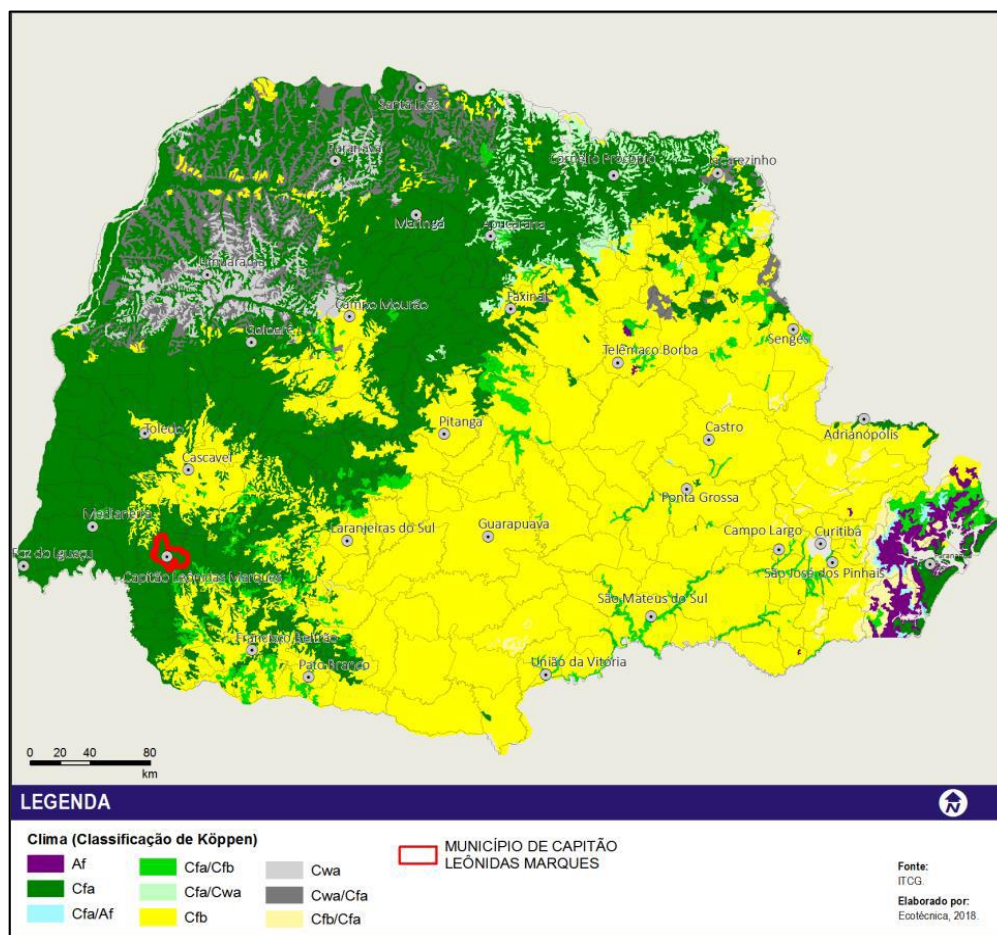 Santa Inês
Paranavaí
Cornélio Procópio
Jacarezinho
Maringá
Apucarana
Umuarama
Campo Mourão
Faxinal
Goioerê
Sengés
Telêmaco Borba
Toledo
Pitanga
Castro
Adrianópolis
Cascavel
Ponta Grossa
Medianeira
Laranjeiras do Sul
Guarapuava
Campo Largo
Curitiba
Foz do Iguaçu
Capitão Leônidas Marques
São José dos Pinhais
São Mateus do Sul
Francisco Beltrão
Pato Branco
União da Vitória
0 20 40 80
km
LEGENDA
N
Clima (Classificação de Köppen)
Af
Cfa
Cfa/Af
Cfa/Cfb
Cfa/Cwa
Cfb
Cwa
Cwa/Cfa
Cfb/Cfa
MUNICÍPIO DE CAPITÃO
LEÔNIDAS MARQUES
Fonte:
ITCG.
Elaborado por:
Ecotécnica, 2018.